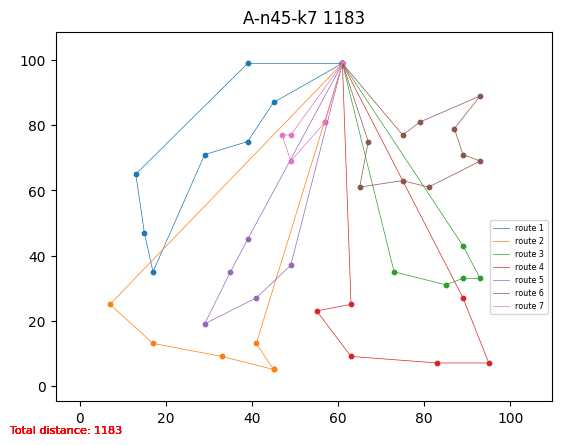 A-n45-k7 1183
100
80
60
40
20
0
0 20 40 60 80 100
route 1
route 2
route 3
route 4
route 5
route 6
route 7
Total distance: 1183